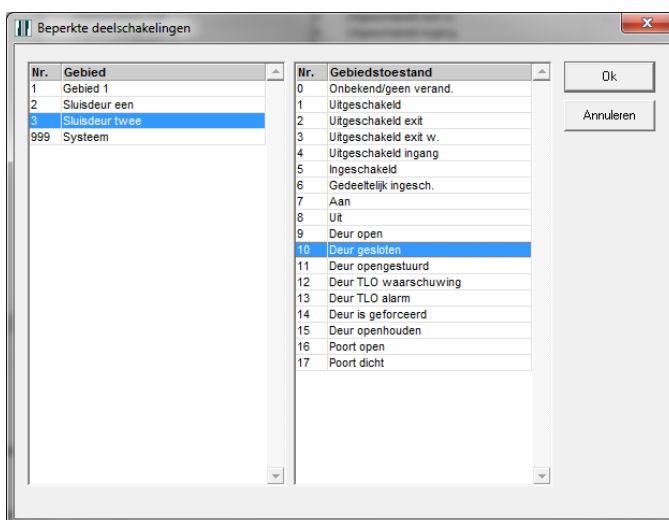 Beperkte deelschakelingen
Nr. Gebied
1 Gebied 1
2 Sluisdeur een
3 Sluisdeur twee
999 Systeem
Nr. Gebiedstoestand
0 Onbekend/geen verand.
1 Uitgeschakeld
2 Uitgeschakeld exit
3 Uitgeschakeld exit w.
4 Uitgeschakeld ingang
5 Ingeschakeld
6 Gedeeltelijk ingesch.
7 Aan
8 Uit
9 Deur open
10 Deur gesloten
11 Deur opengestuurd
12 Deur TLO waarschuwing
13 Deur TLO alarm
14 Deur is geforceerd
15 Deur openhouden
16 Poort open
17 Poort dicht
Ok
Annuleren